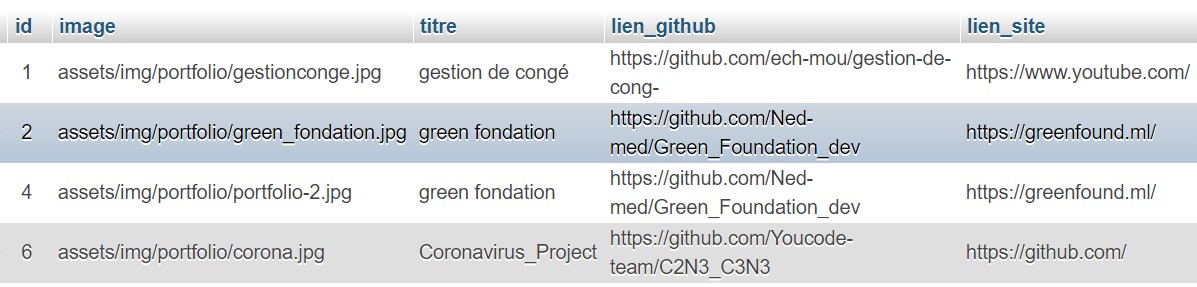 id image titre lien_github lien_site
1 assets/img/portfolio/gestionconge.jpg gestion de congé https://github.com/ech-mou/gestion-de-
cong- https://www.youtube.com/
2 assets/img/portfolio/green_fondation.jpg green fondation https://github.com/Ned-
med/Green_Foundation_dev https://greenfound.ml/
4 assets/img/portfolio/portfolio-2.jpg green fondation https://github.com/Ned-
med/Green_Foundation_dev https://greenfound.ml/
6 assets/img/portfolio/corona.jpg Coronavirus_Project https://github.com/Youcode-
team/C2N3_C3N3 https://github.com/